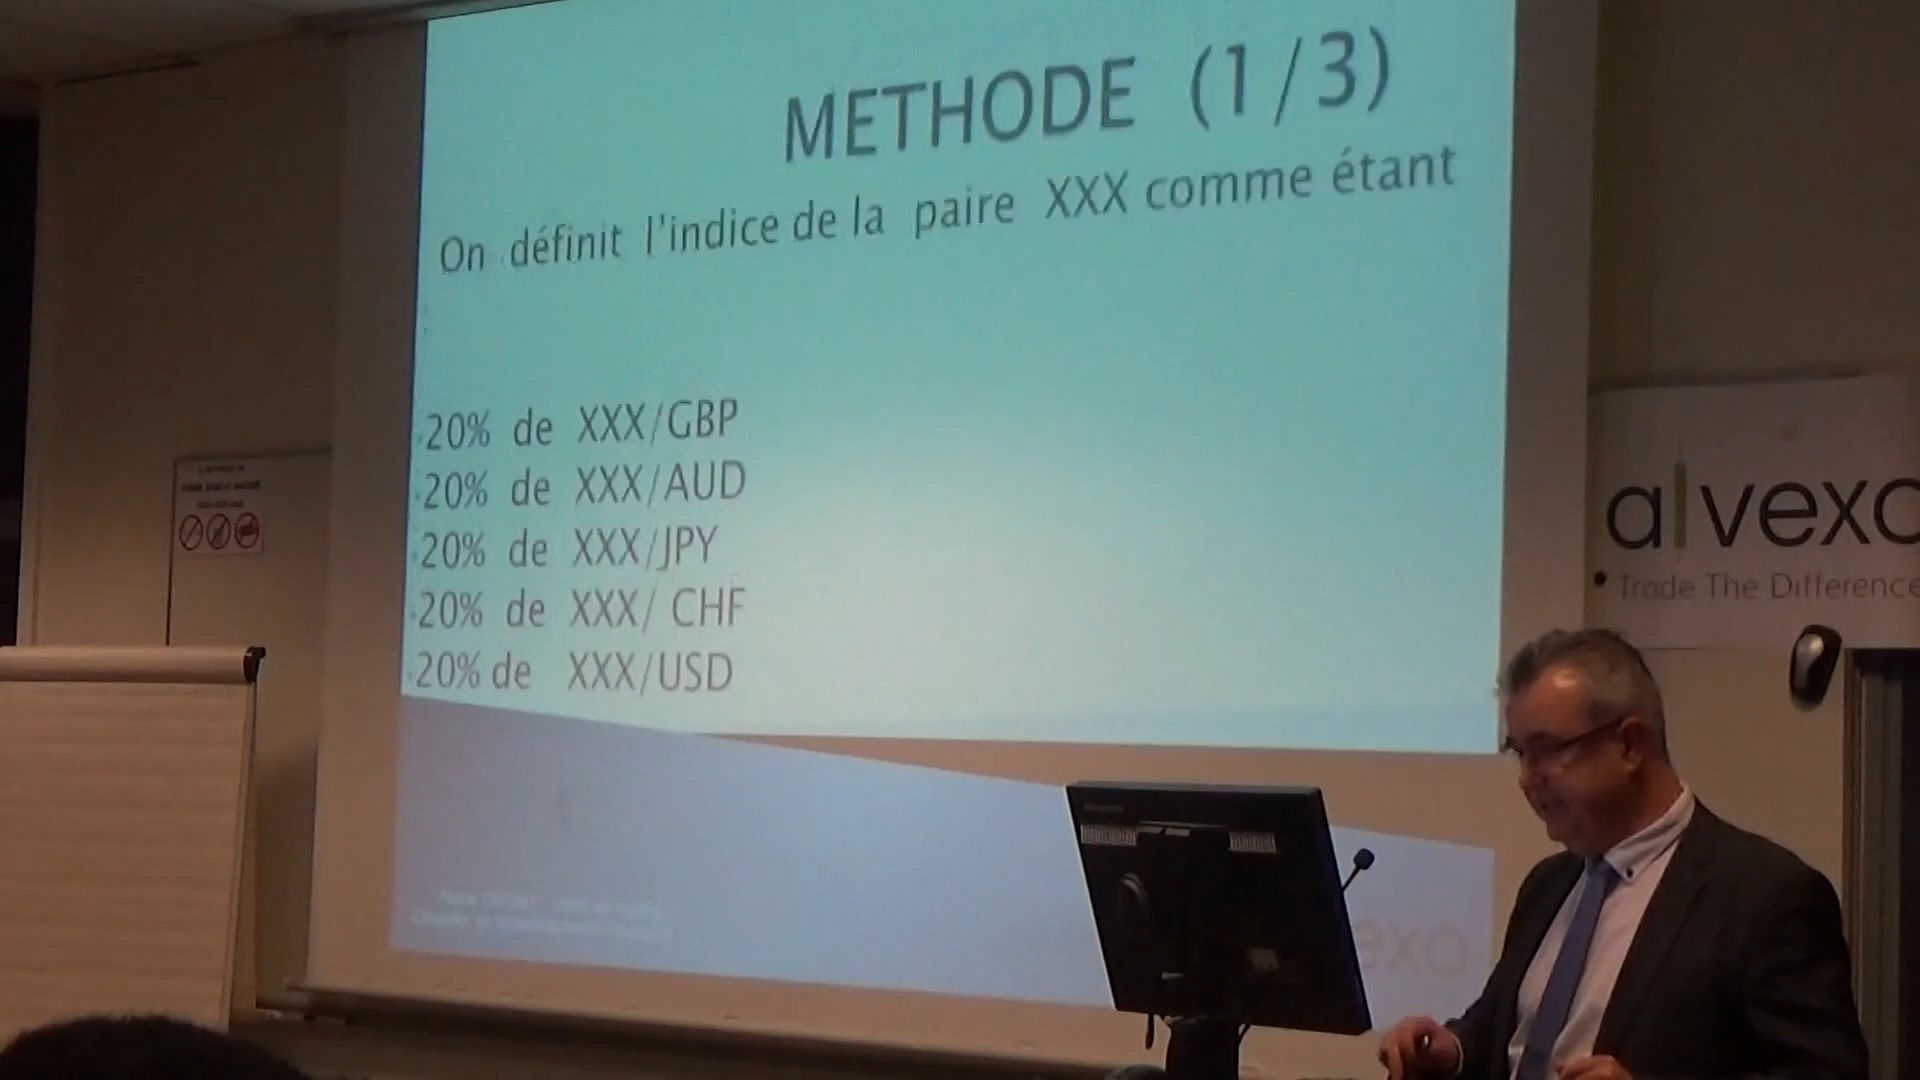 METHODE (1/3)
On définit l'indice de la paire XXX comme étant
:
20% de XXX/GBP
20% de XXX/AUD
20% de XXX/JPY
20% de XXX/ CHF
20% de XXX/USD
alvexo
Trade The Difference
exo